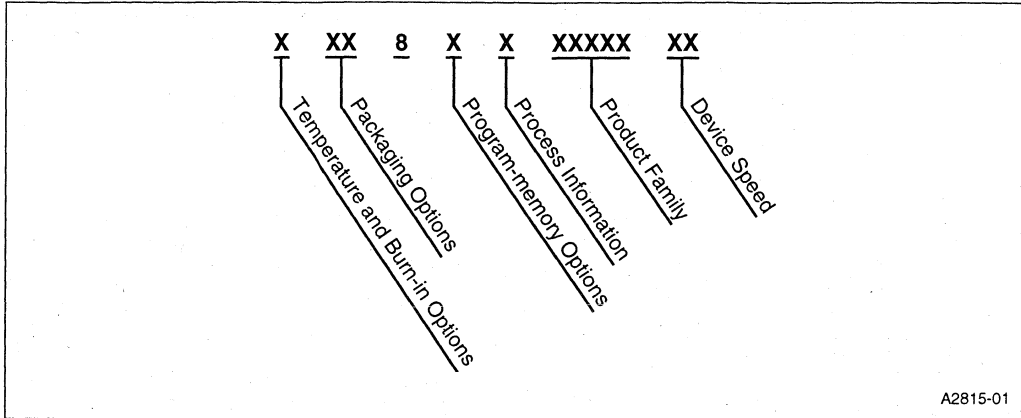 X XX 8 X X XXXXX XX
Temperature and Burn-in Options
Packaging Options
Program-memory Options
Process Information
Product Family
Device Speed
A2815-01